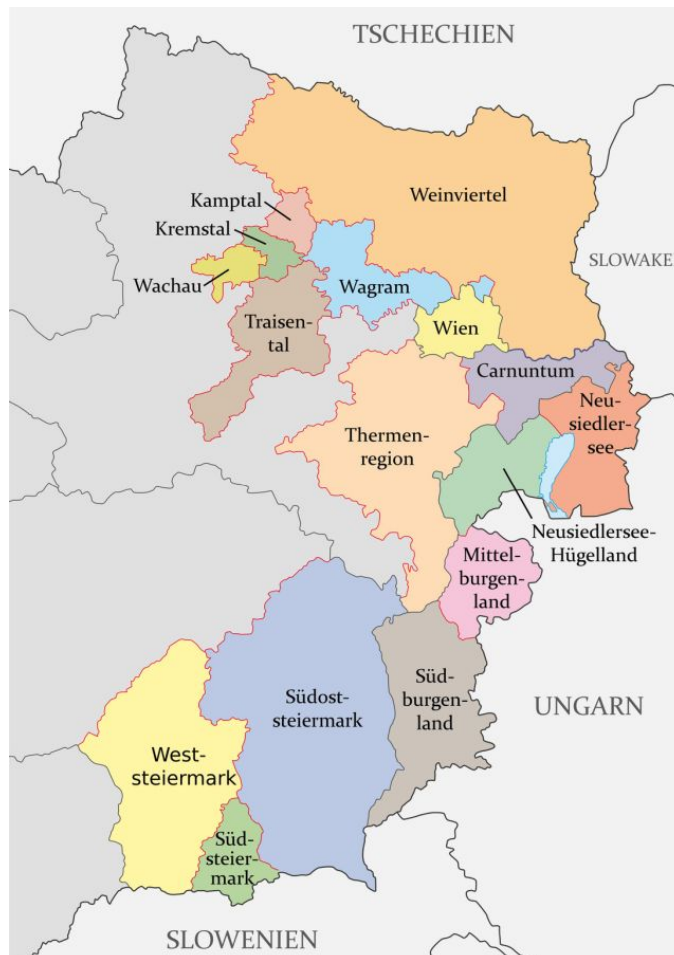 TSCHECHIEN
Weinviertel
Kamptal
Kremstal
SLOWAKE
Wachau
Wagram
Traisen-
tal
Wien
Carnuntum
Neu-
siedler-
see
Thermen-
region
Neusiedlersee-
Hügelland
Mittel-
burgen-
land
Süd-
burgen-
land
UNGARN
Südost-
steiermark
West-
steiermark
Süd-
steier-
mark
SLOWENIEN